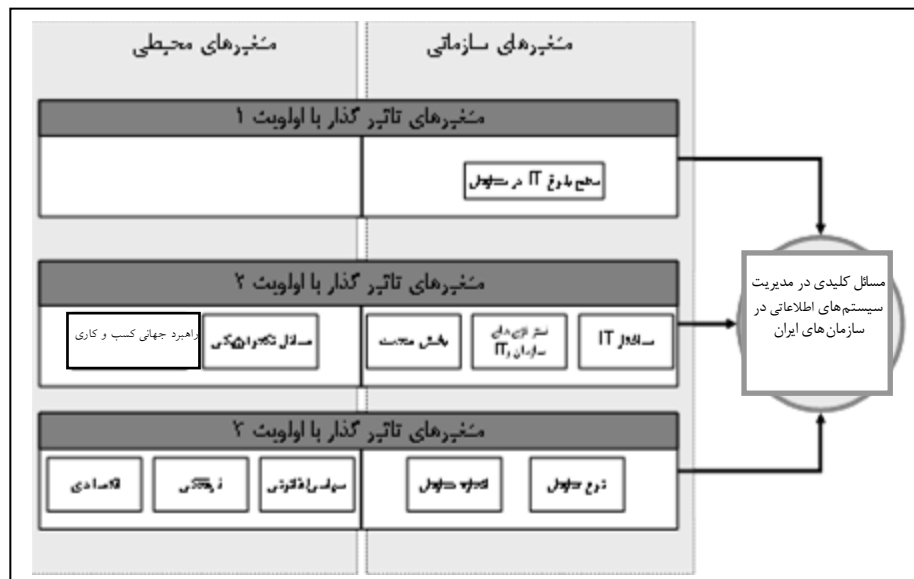 متغیرهای سازمانی
متغیرهای محیطی
متغیرهای تاثیر گذار با اولویت ۱
سطح بلوغ IT در سازمان
متغیرهای تاثیر گذار با اولویت ۲
ساختار IT
استراتژی های
سازمان و IT
بخش صنعت
مسائل تکنولوژیکی
راهبرد جهانی کسب و کاری
متغیرهای تاثیر گذار با اولویت ۳
نوع سازمان
اندازه سازمان
سیاسی/قانونی
فرهنگی
اقتصادی
مسائل کلیدی در مدیریت
سیستم‌های اطلاعاتی در
سازمان‌های ایران